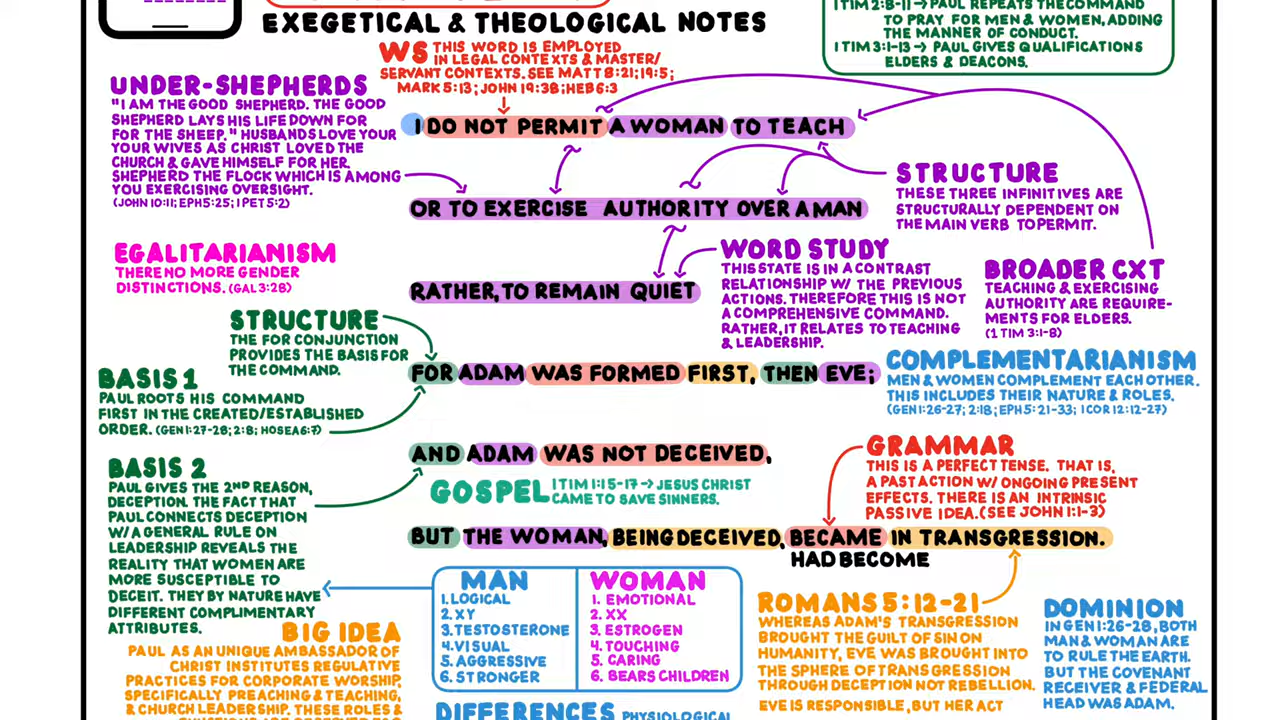 EXEGETICAL & THEOLOGICAL NOTES
1 TIM 2:8-11 → PAUL REPEATS THE COMMAND
TO PRAY FOR MEN & WOMEN, ADDING
THE MANNER OF CONDUCT.
1 TIM 3:1-13 → PAUL GIVES QUALIFICATIONS
ELDERS & DEACONS.
WS THIS WORD IS EMPLOYED
IN LEGAL CONTEXTS & MASTER/
SERVANT CONTEXTS. SEE MATT 8:21; 19:5;
MARK 5:13; JOHN 19:38; HEB 6:3
UNDER-SHEPHERDS
"I AM THE GOOD SHEPHERD. THE GOOD
SHEPHERD LAYS HIS LIFE DOWN FOR
FOR THE SHEEP." HUSBANDS LOVE YOUR
YOUR WIVES AS CHRIST LOVED THE
CHURCH & GAVE HIMSELF FOR HER.
SHEPHERD THE FLOCK WHICH IS AMONG
YOU EXERCISING OVERSIGHT.
(JOHN 10:11; EPH 5:25; 1 PET 5:2)
I DO NOT PERMIT A WOMAN TO TEACH
STRUCTURE
THESE THREE INFINITIVES ARE
STRUCTURALLY DEPENDENT ON
THE MAIN VERB TO PERMIT.
OR TO EXERCISE AUTHORITY OVER A MAN
EGALITARIANISM
THERE NO MORE GENDER
DISTINCTIONS. (GAL 3:28)
WORD STUDY
THIS STATE IS IN A CONTRAST
RELATIONSHIP W/ THE PREVIOUS
ACTIONS. THEREFORE THIS IS NOT
A COMPREHENSIVE COMMAND.
RATHER, IT RELATES TO TEACHING
& LEADERSHIP.
BROADER CXT
TEACHING & EXERCISING
AUTHORITY ARE REQUIRE-
MENTS FOR ELDERS.
(1 TIM 3:1-8)
RATHER, TO REMAIN QUIET
STRUCTURE
THE FOR CONJUNCTION
PROVIDES THE BASIS FOR
THE COMMAND.
FOR ADAM WAS FORMED FIRST, THEN EVE;
COMPLEMENTARIANISM
MEN & WOMEN COMPLEMENT EACH OTHER.
THIS INCLUDES THEIR NATURE & ROLES.
(GEN 1:26-27; 2:18; EPH 5:21-33; 1 COR 12:12-27)
BASIS 1
PAUL ROOTS HIS COMMAND
FIRST IN THE CREATED/ESTABLISHED
ORDER. (GEN 1:27-28; 2:8; HOSEA 6:7)
AND ADAM WAS NOT DECEIVED,
GRAMMAR
THIS IS A PERFECT TENSE. THAT IS,
A PAST ACTION W/ ONGOING PRESENT
EFFECTS. THERE IS AN INTRINSIC
PASSIVE IDEA. (SEE JOHN 1:1-3)
GOSPEL 1 TIM 1:15-17 → JESUS CHRIST
CAME TO SAVE SINNERS.
BASIS 2
PAUL GIVES THE 2ND REASON,
DECEPTION. THE FACT THAT
PAUL CONNECTS DECEPTION
W/ A GENERAL RULE ON
LEADERSHIP REVEALS THE
REALITY THAT WOMEN ARE
MORE SUSCEPTIBLE TO
DECEIT. THEY BY NATURE HAVE
DIFFERENT COMPLIMENTARY
ATTRIBUTES.
BUT THE WOMAN, BEING DECEIVED, BECAME IN TRANSGRESSION.
HAD BECOME
MAN
1. LOGICAL
2. XY
3. TESTOSTERONE
4. VISUAL
5. AGGRESSIVE
6. STRONGER
WOMAN
1. EMOTIONAL
2. XX
3. ESTROGEN
4. TOUCHING
5. CARING
6. BEARS CHILDREN
ROMANS 5:12-21
WHEREAS ADAM'S TRANSGRESSION
BROUGHT THE GUILT OF SIN ON
HUMANITY, EVE WAS BROUGHT INTO
THE SPHERE OF TRANSGRESSION
THROUGH DECEPTION NOT REBELLION.
EVE IS RESPONSIBLE, BUT HER ACT
DOMINION
IN GEN 1:26-28, BOTH
MAN & WOMAN ARE
TO RULE THE EARTH.
BUT THE COVENANT
RECEIVER & FEDERAL
HEAD WAS ADAM.
BIG IDEA
PAUL AS AN UNIQUE AMBASSADOR OF
CHRIST INSTITUTES REGULATIVE
PRACTICES FOR CORPORATE WORSHIP,
SPECIFICALLY PREACHING & TEACHING,
& CHURCH LEADERSHIP. THESE ROLES &
DIFFERENCES PHYSIOLOGICAL